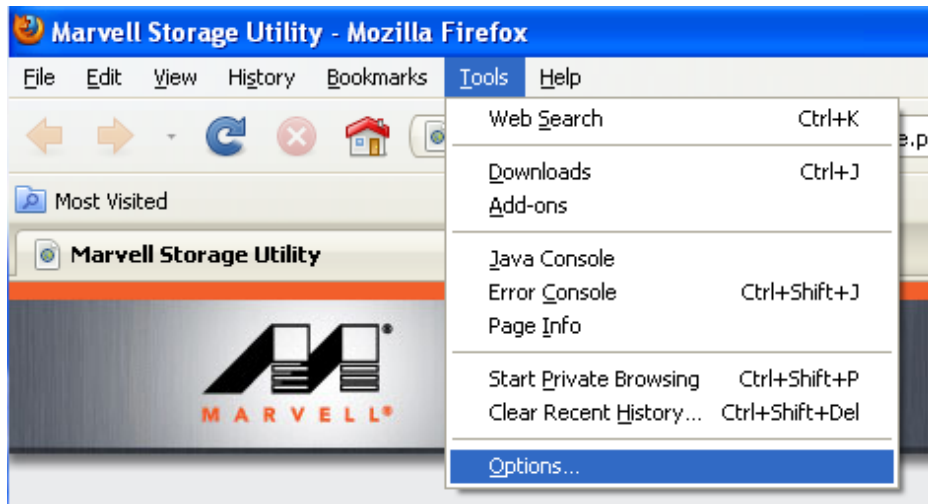 Marvell Storage Utility - Mozilla Firefox
File Edit View History Bookmarks Tools Help
Web Search Ctrl+K
e.p
Downloads Ctrl+J
Most Visited
Add-ons
Marvell Storage Utility
Java Console
Error Console Ctrl+Shift+J
Page Info
Start Private Browsing Ctrl+Shift+P
MARVELL®
Clear Recent History... Ctrl+Shift+Del
Options...